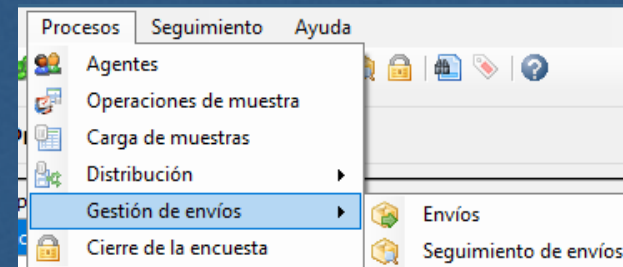 Procesos Seguimiento Ayuda
Agentes
Operaciones de muestra
Carga de muestras
Distribución
Gestión de envíos
Envíos
Cierre de la encuesta
Seguimiento de envíos